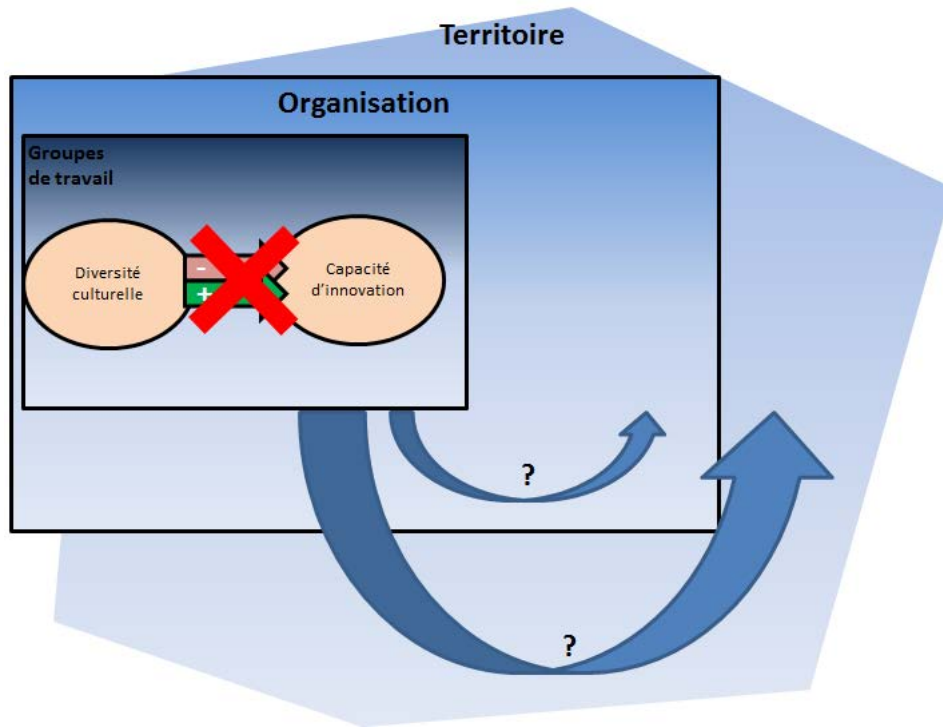 Territoire
Organisation
Groupes
de travail
Diversité
culturelle
-
+
Capacité
d'innovation
?
?